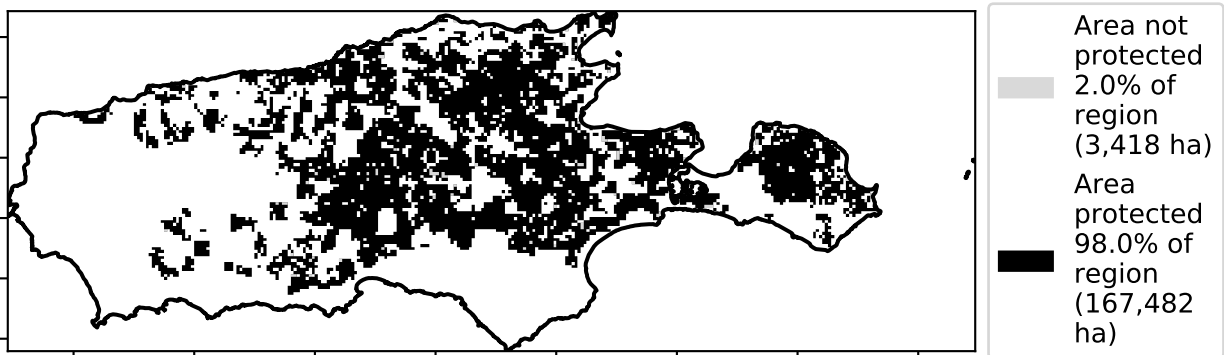 Area not
protected
2.0% of
region
(3,418 ha)
Area
protected
98.0% of
region
(167,482
ha)